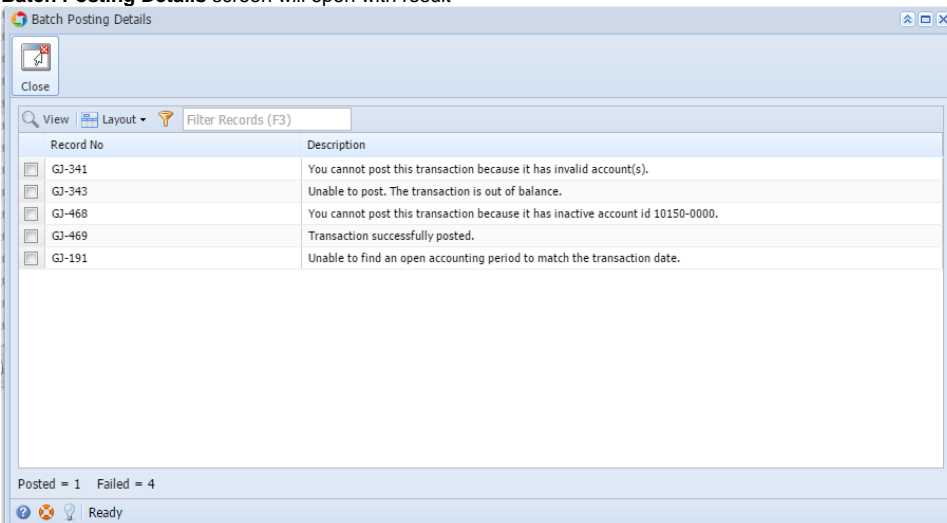 Batch Posting Details screen will open with result
Batch Posting Details
Close
View Layout Filter Records (F3)
Record No Description
GJ-341 You cannot post this transaction because it has invalid account(s).
GJ-343 Unable to post. The transaction is out of balance.
GJ-468 You cannot post this transaction because it has inactive account id 10150-0000.
GJ-469 Transaction successfully posted.
GJ-191 Unable to find an open accounting period to match the transaction date.
Posted = 1 Failed = 4
Ready